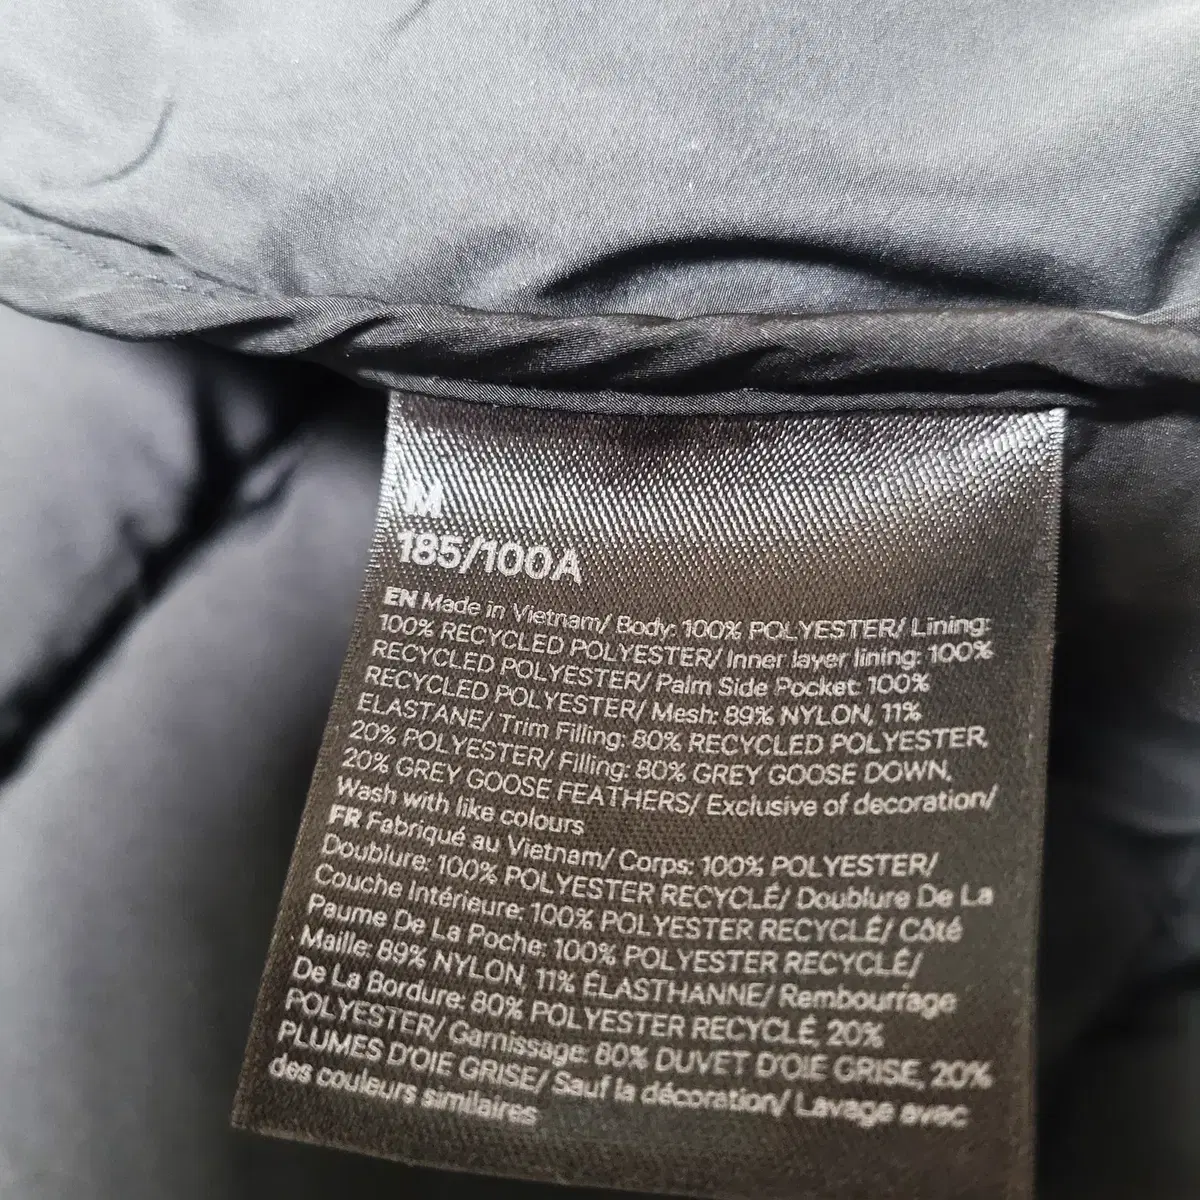 M
185/100A
EN Made in Vietnam/ Body: 100% POLYESTER/ Lining:
100% RECYCLED POLYESTER/ Inner layer lining: 100%
RECYCLED POLYESTER/ Palm Side Pocket: 100%
RECYCLED POLYESTER/ Mesh: 89% NYLON, 11%
ELASTANE/ Trim Filling: 80% RECYCLED POLYESTER,
20% POLYESTER/ Filling: 80% GREY GOOSE DOWN,
20% GREY GOOSE FEATHERS/ Exclusive of decoration/
Wash with like colours
FR Fabriqué au Vietnam/ Corps: 100% POLYESTER/
Doublure: 100% POLYESTER RECYCLÉ/ Doublure De La
Couche Intérieure: 100% POLYESTER RECYCLÉ/ Côté
Paume De La Poche: 100% POLYESTER RECYCLÉ/
Maille: 89% NYLON, 11% ÉLASTHANNE/ Rembourrage
De La Bordure: 80% POLYESTER RECYCLÉ, 20%
POLYESTER/ Garnissage: 80% DUVET D'OIE GRISE, 20%
PLUMES D'OIE GRISE/ Sauf la décoration/ Lavage avec
des couleurs similaires